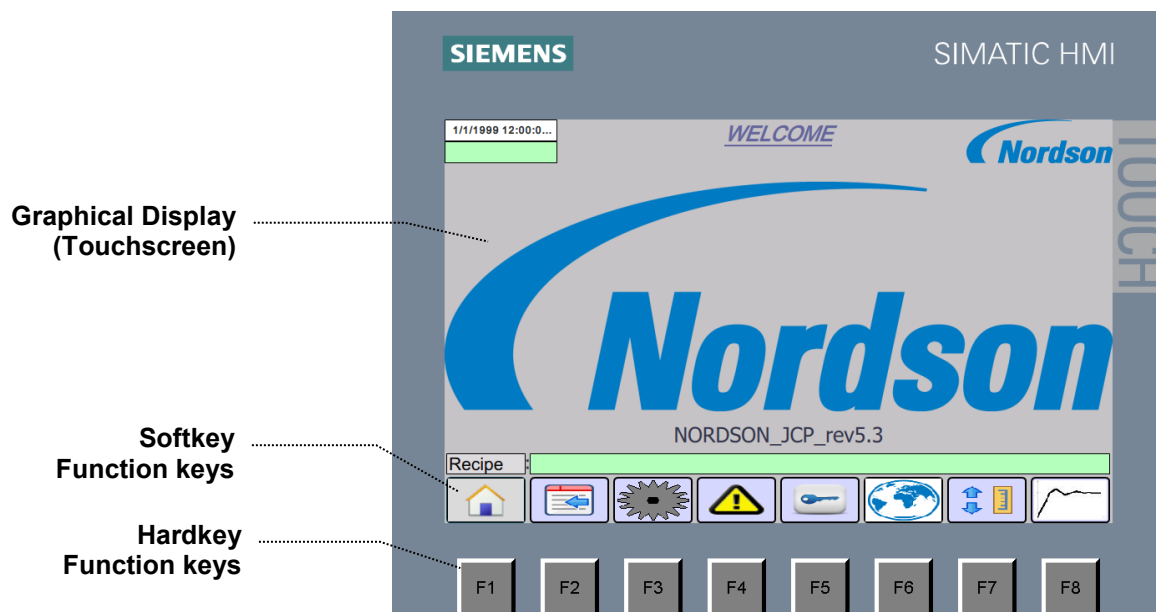 SIEMENS
SIMATIC HMI
1/1/1999 12:00:0...
WELCOME
Nordson
TOUCH
Graphical Display
(Touchscreen)
Nordson
NORDSON_JCP_rev5.3
Softkey
Function keys
Recipe :
Hardkey
Function keys
F1 F2 F3 F4 F5 F6 F7 F8